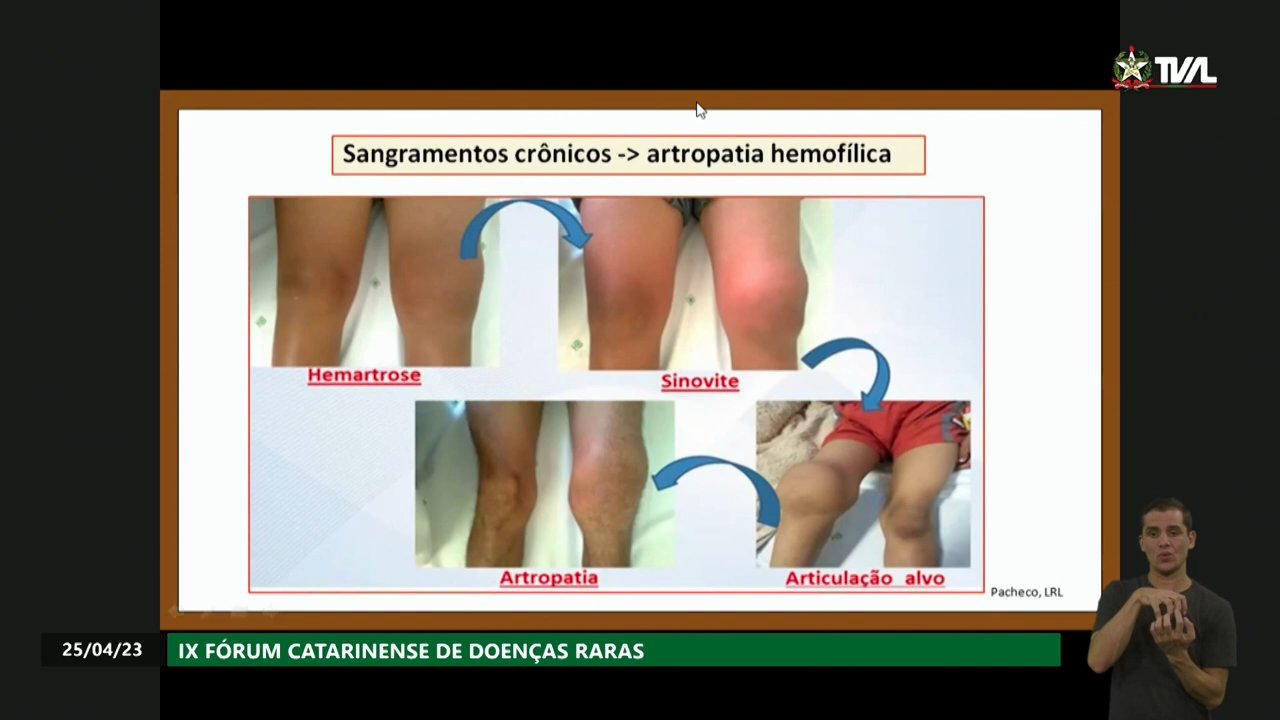 TVAL
Sangramentos crônicos -> artropatia hemofílica
Hemartrose
Sinovite
Artropatia
Articulação alvo
Pacheco, LRL
25/04/23
IX FÓRUM CATARINENSE DE DOENÇAS RARAS